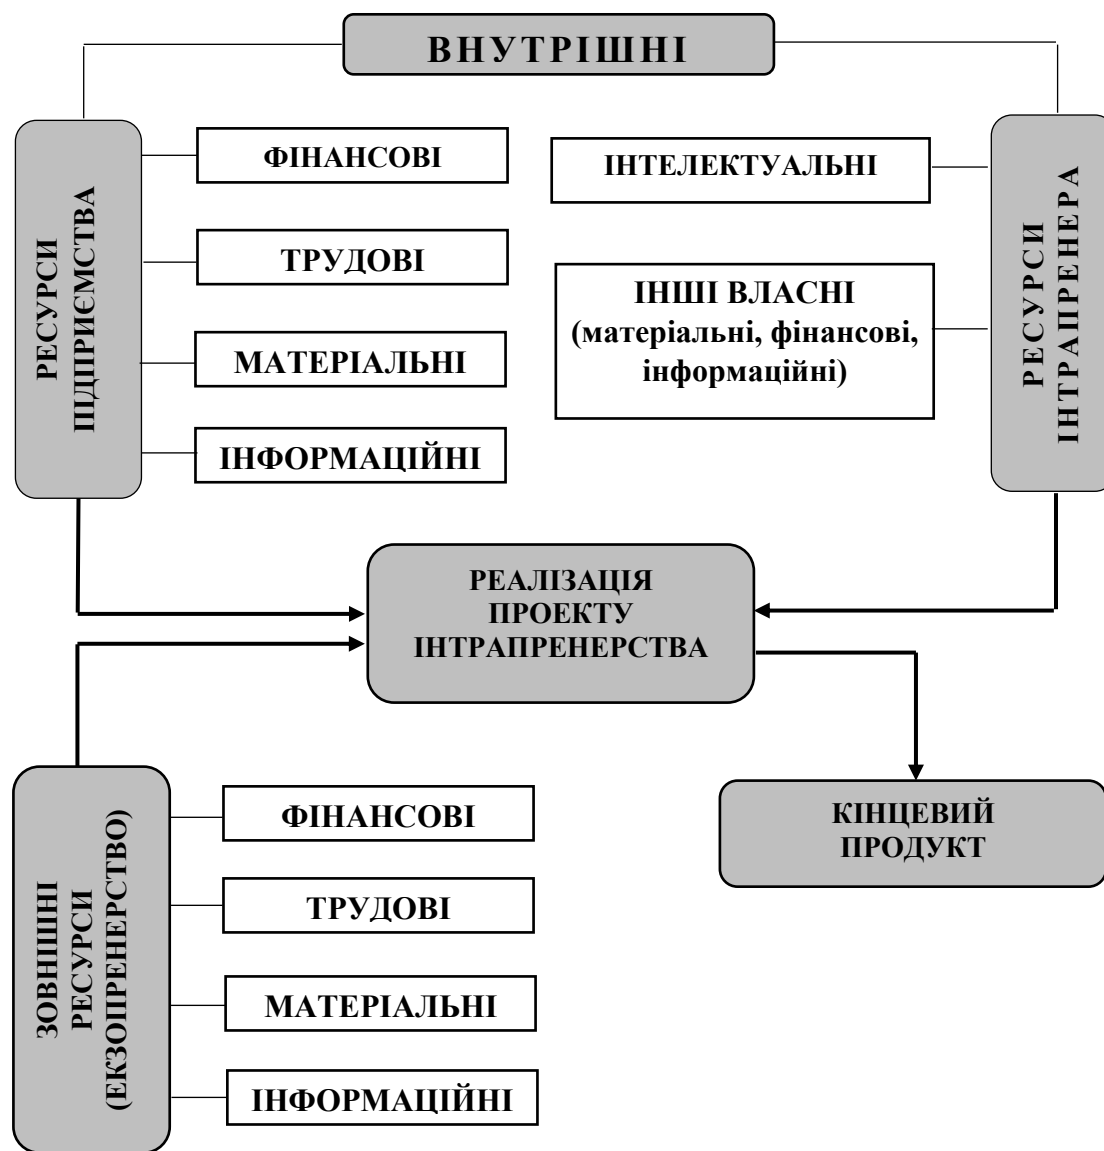 ВНУТРІШНІ
РЕСУРСИ
ПІДПРИЄМСТВА
ФІНАНСОВІ
ТРУДОВІ
МАТЕРІАЛЬНІ
ІНФОРМАЦІЙНІ
ІНТЕЛЕКТУАЛЬНІ
ІНШІ ВЛАСНІ
(матеріальні, фінансові,
інформаційні)
РЕСУРСИ
ІНТРАПРЕНЕРА
РЕАЛІЗАЦІЯ
ПРОЕКТУ
ІНТРАПРЕНЕРСТВА
ЗОВНІШНІ
РЕСУРСИ
(ЕКЗОПРЕНЕРСТВО)
ФІНАНСОВІ
ТРУДОВІ
МАТЕРІАЛЬНІ
ІНФОРМАЦІЙНІ
КІНЦЕВИЙ
ПРОДУКТ